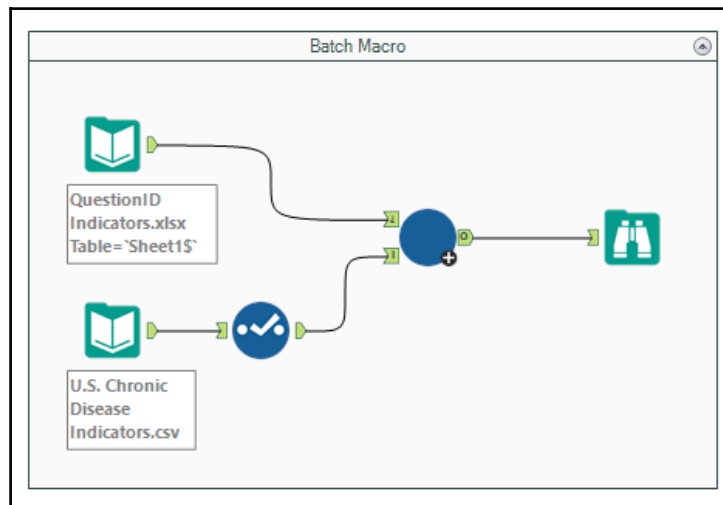 Batch Macro
QuestionID
Indicators.xlsx
Table=`Sheet1$`
O
U.S. Chronic
Disease
Indicators.csv